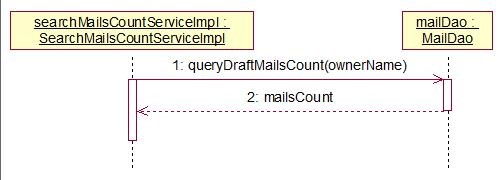 searchMailsCountServiceImpl :
SearchMailsCountServiceImpl
mailDao :
MailDao
1: queryDraftMailsCount(ownerName)
2: mailsCount